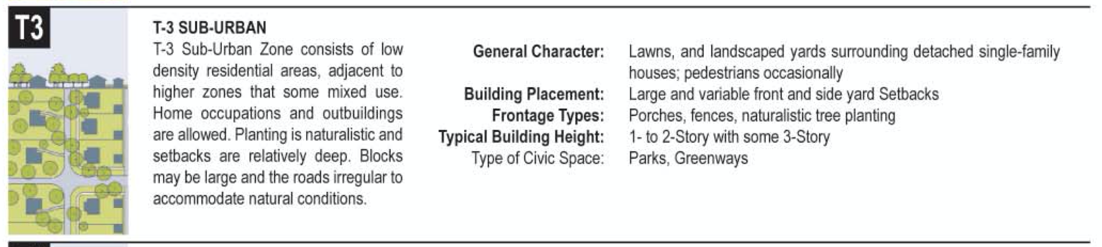 T3
T-3 SUB-URBAN
T-3 Sub-Urban Zone consists of low
density residential areas, adjacent to
higher zones that some mixed use.
Home occupations and outbuildings
are allowed. Planting is naturalistic and
setbacks are relatively deep. Blocks
may be large and the roads irregular to
accommodate natural conditions.
General Character: Lawns, and landscaped yards surrounding detached single-family
houses; pedestrians occasionally
Building Placement: Large and variable front and side yard Setbacks
Frontage Types: Porches, fences, naturalistic tree planting
Typical Building Height: 1- to 2-Story with some 3-Story
Type of Civic Space: Parks, Greenways